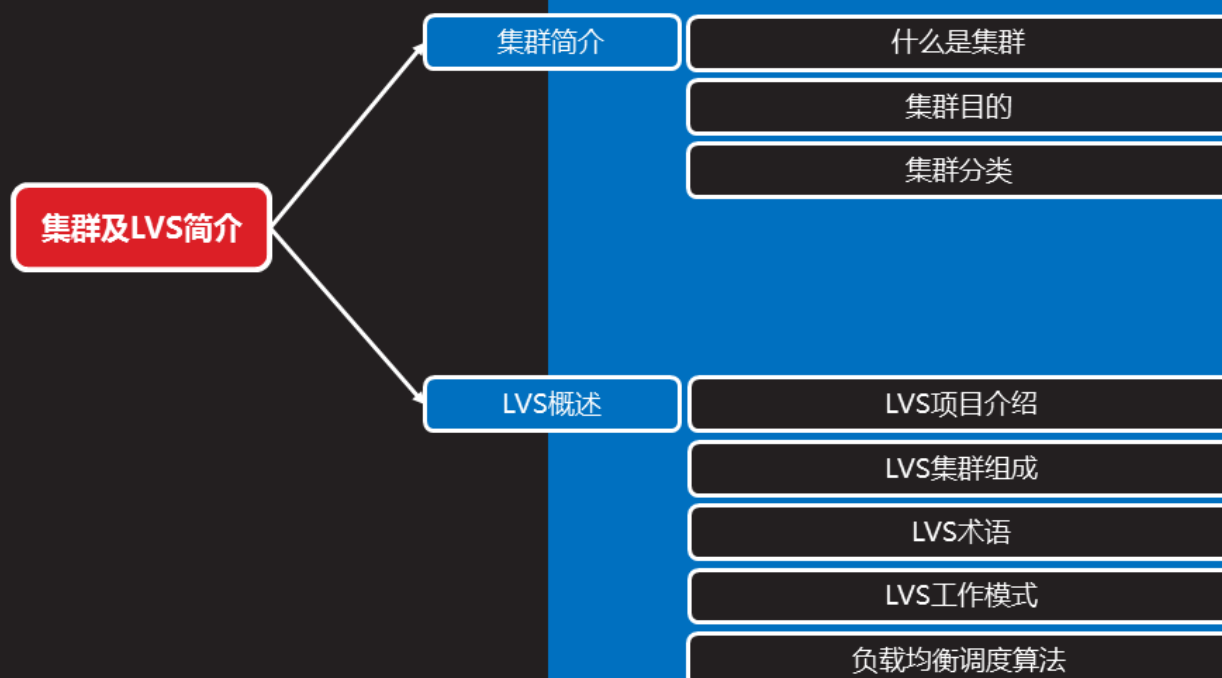 集群及LVS简介
集群简介
什么是集群
集群目的
集群分类
LVS概述
LVS项目介绍
LVS集群组成
LVS术语
LVS工作模式
负载均衡调度算法